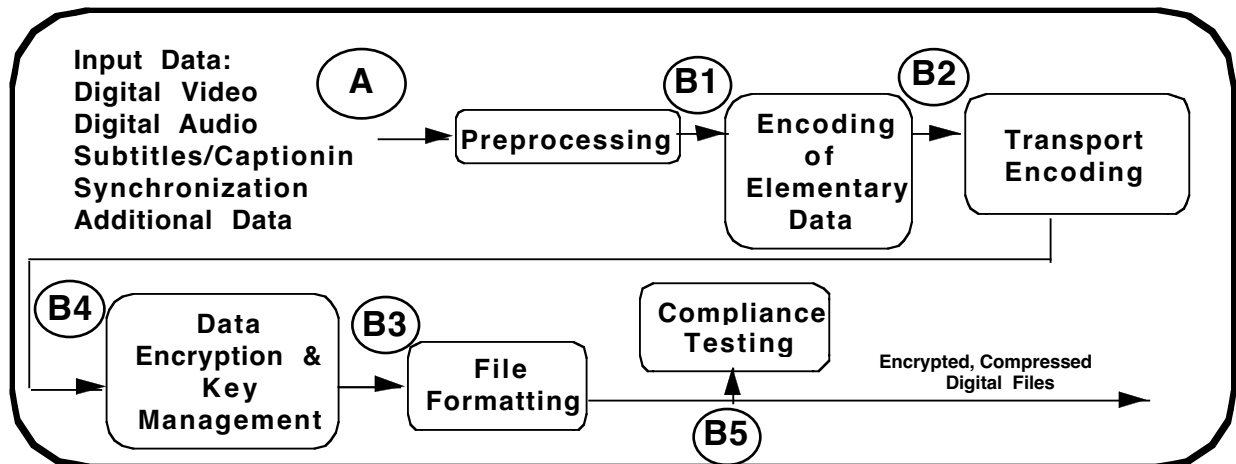 Input Data:
Digital Video
Digital Audio
Subtitles/Captionin
Synchronization
Additional Data
A
Preprocessing
B1
Encoding
of
Elementary
Data
B2
Transport
Encoding
B4
Data
Encryption &
Key
Management
B3
File
Formatting
Compliance
Testing
B5
Encrypted, Compressed
Digital Files